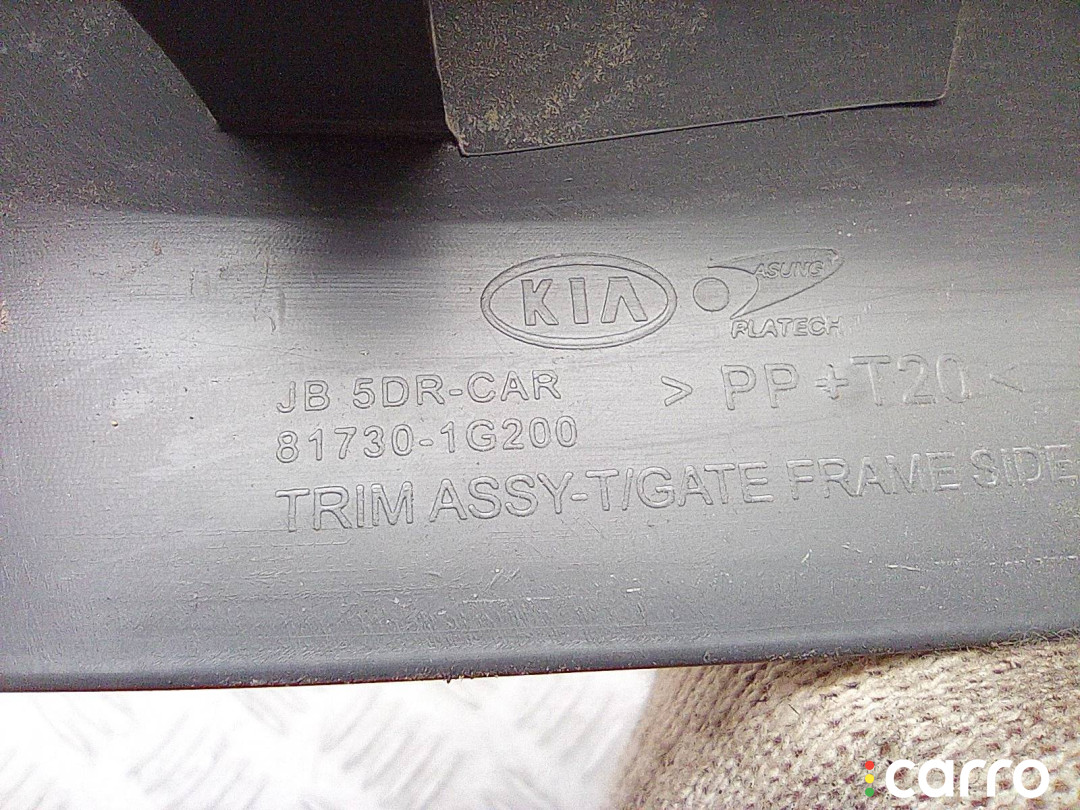 KIA
ASUNG
PLATECH
JB 5DR-CAR
> PP+T20 <
81730-1G200
TRIM ASSY-T/GATE FRAME SIDE
carro